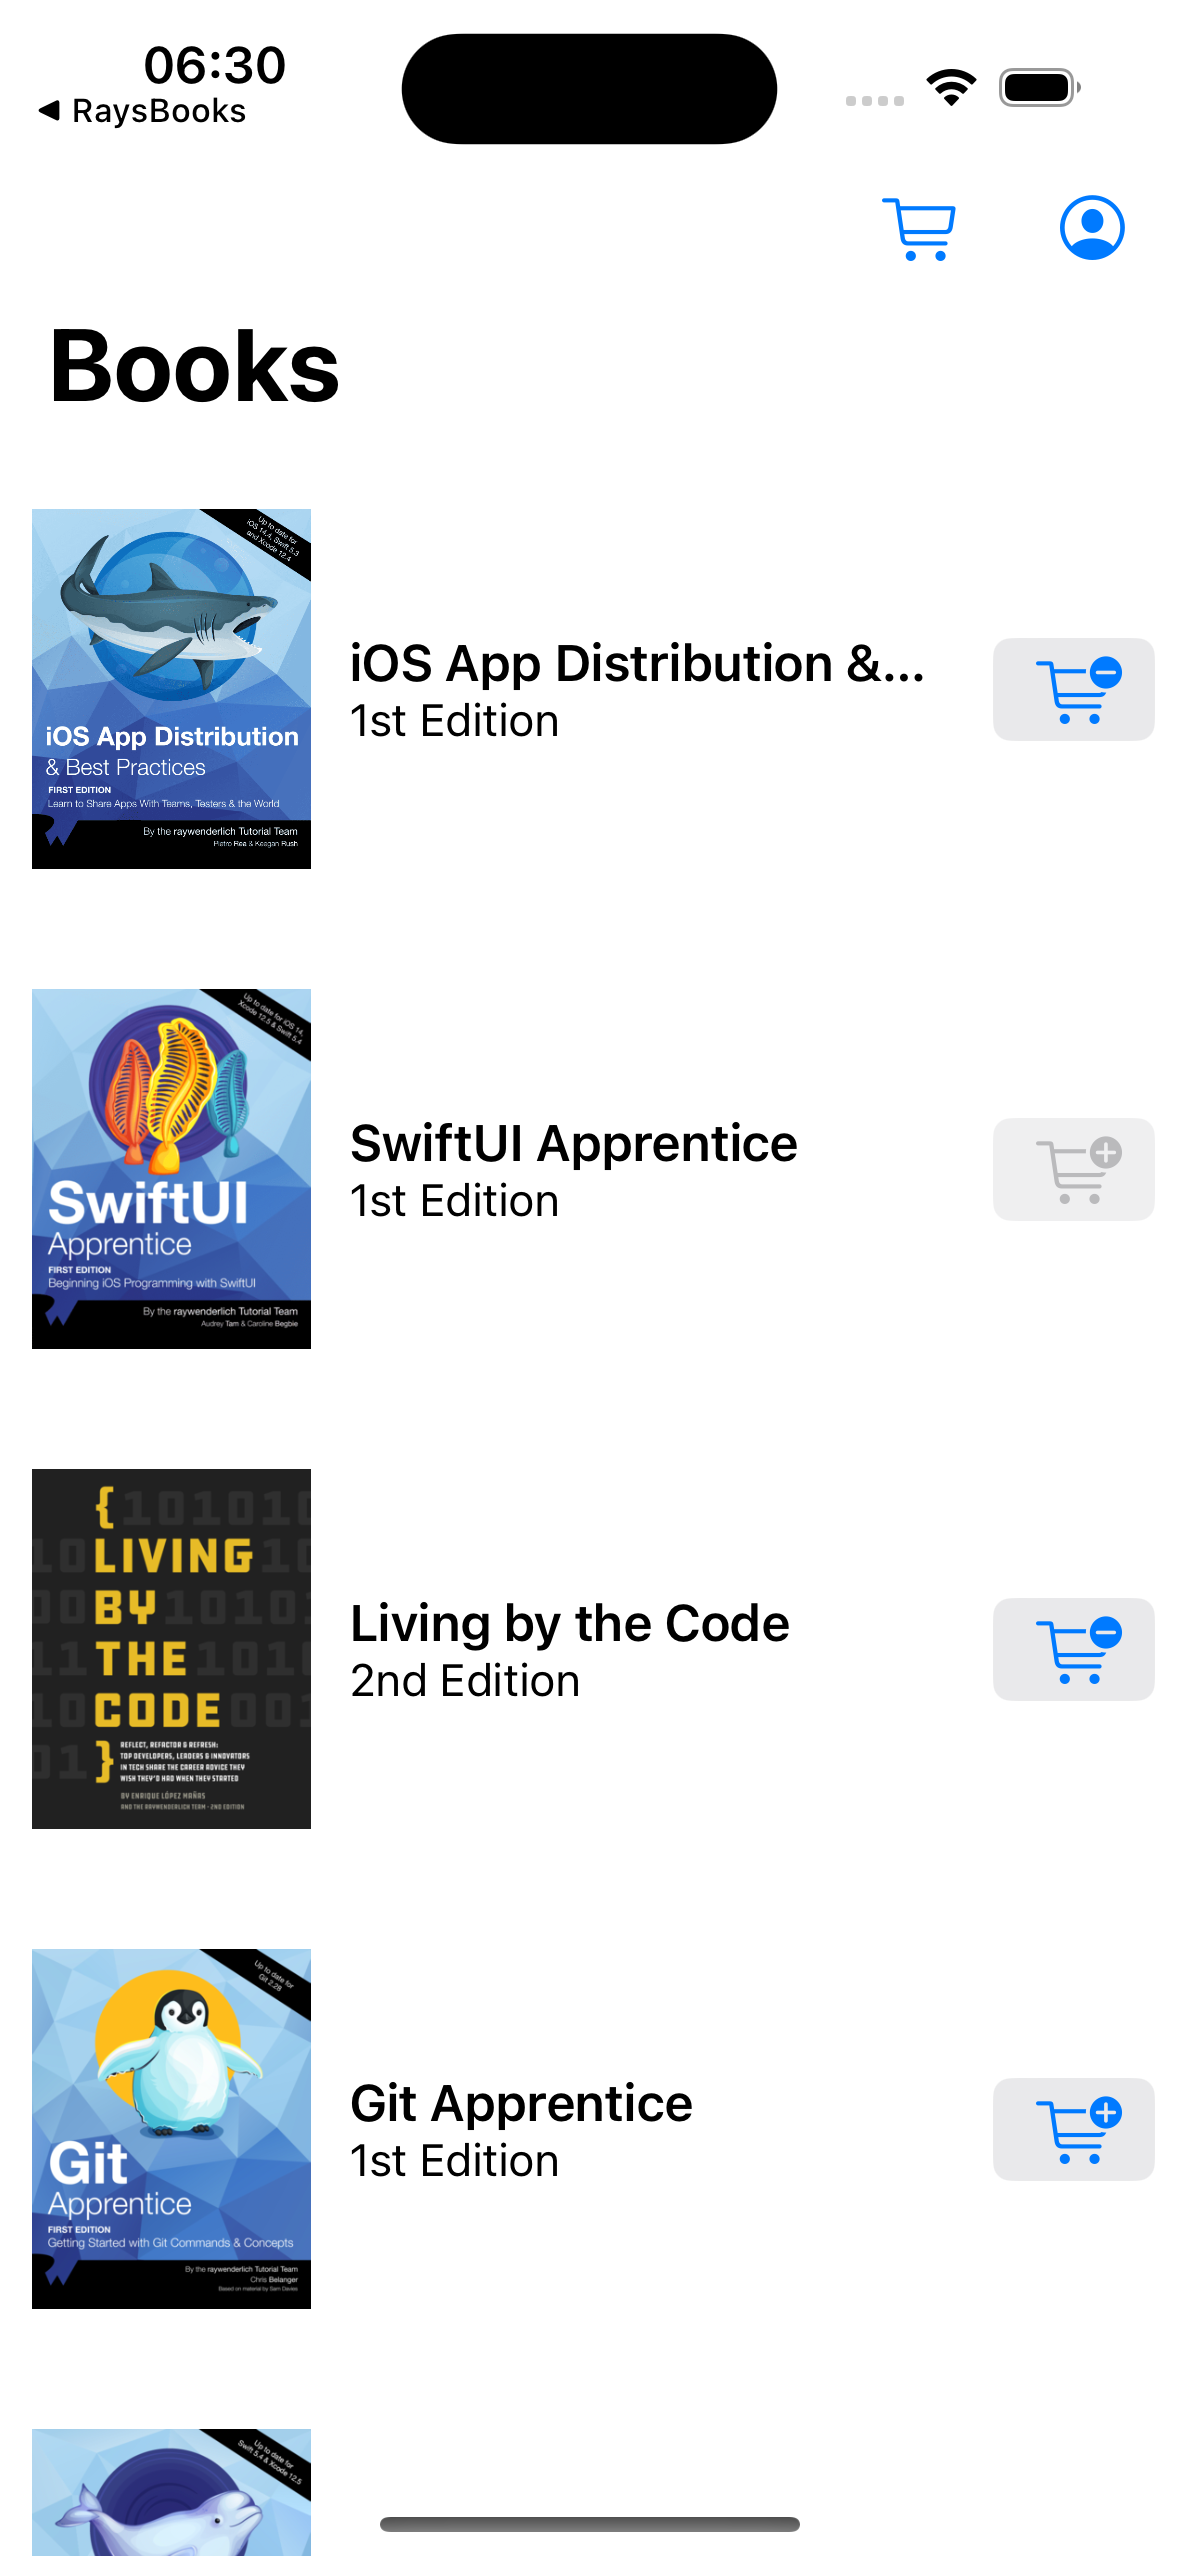 06:30
RaysBooks
Books
Up to date for
iOS 14.4, Swift 5.3
and Xcode 12.4
iOS App Distribution
& Best Practices
FIRST EDITION
Learn to Share Apps With Teams, Testers & the World
By the raywenderlich Tutorial Team
Pietro Rea & Keegan Rush
iOS App Distribution &...
1st Edition
Up to date for iOS 14,
Xcode 12.5 & Swift 5.4
SwiftUI
Apprentice
FIRST EDITION
Beginning iOS Programming with SwiftUI
By the raywenderlich Tutorial Team
Audrey Tam & Caroline Begbie
SwiftUI Apprentice
1st Edition
{
LIVING
BY
THE
CODE
}
REFLECT, REFACTOR & REFRESH:
TOP DEVELOPERS, LEADERS & INNOVATORS
IN TECH SHARE THE CAREER ADVICE THEY
WISH THEY'D HAD WHEN THEY STARTED
BY ENRIQUE LÓPEZ MAÑAS
AND THE RAYWENDERLICH TEAM - 2ND EDITION
Living by the Code
2nd Edition
Up to date for
Git 2.28
Git
Apprentice
FIRST EDITION
Getting Started with Git Commands & Concepts
By the raywenderlich Tutorial Team
Chris Belanger
Based on material by Sam Davies
Git Apprentice
1st Edition
Up to date for
Swift 5.4 & Xcode 12.5